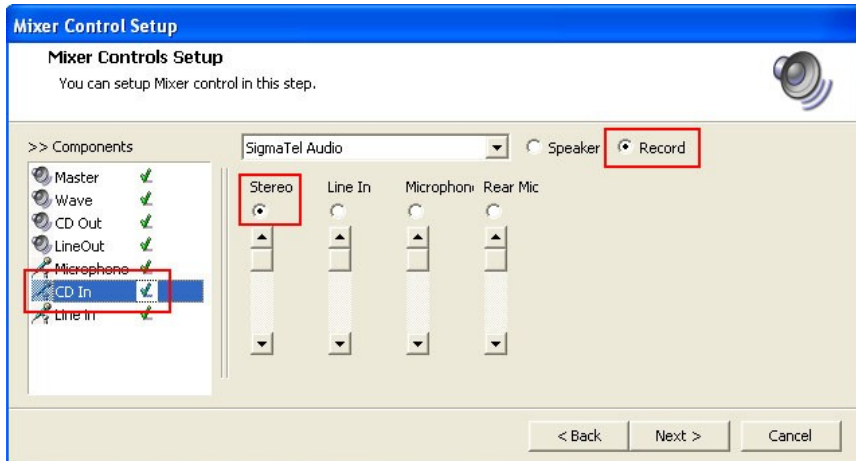 Mixer Control Setup
Mixer Controls Setup
You can setup Mixer control in this step.
>> Components
SigmaTel Audio
Speaker
Record
Master
Wave
CD Out
LineOut
Microphone
CD In
Line In
Stereo
Line In
Microphon
Rear Mic
< Back
Next >
Cancel